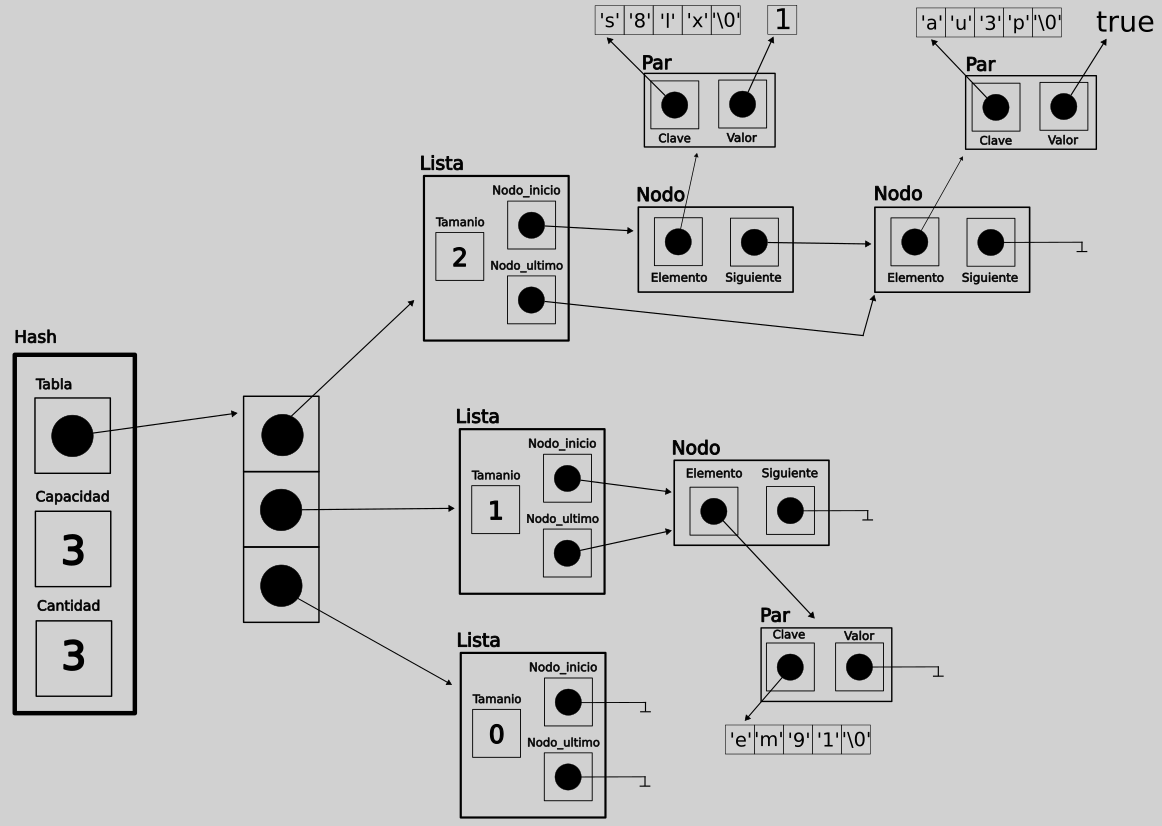 's' '8' 'l' 'x' '\0'
1
'a' 'u' '3' 'p' '\0'
true
Par
Clave
Valor
Par
Clave
Valor
Lista
Tamanio
2
Nodo_inicio
Nodo_ultimo
Nodo
Elemento
Siguiente
Nodo
Elemento
Siguiente
Hash
Tabla
Capacidad
3
Cantidad
3
Lista
Tamanio
1
Nodo_inicio
Nodo_ultimo
Nodo
Elemento
Siguiente
Par
Clave
Valor
'e' 'm' '9' '1' '\0'
Lista
Tamanio
0
Nodo_inicio
Nodo_ultimo